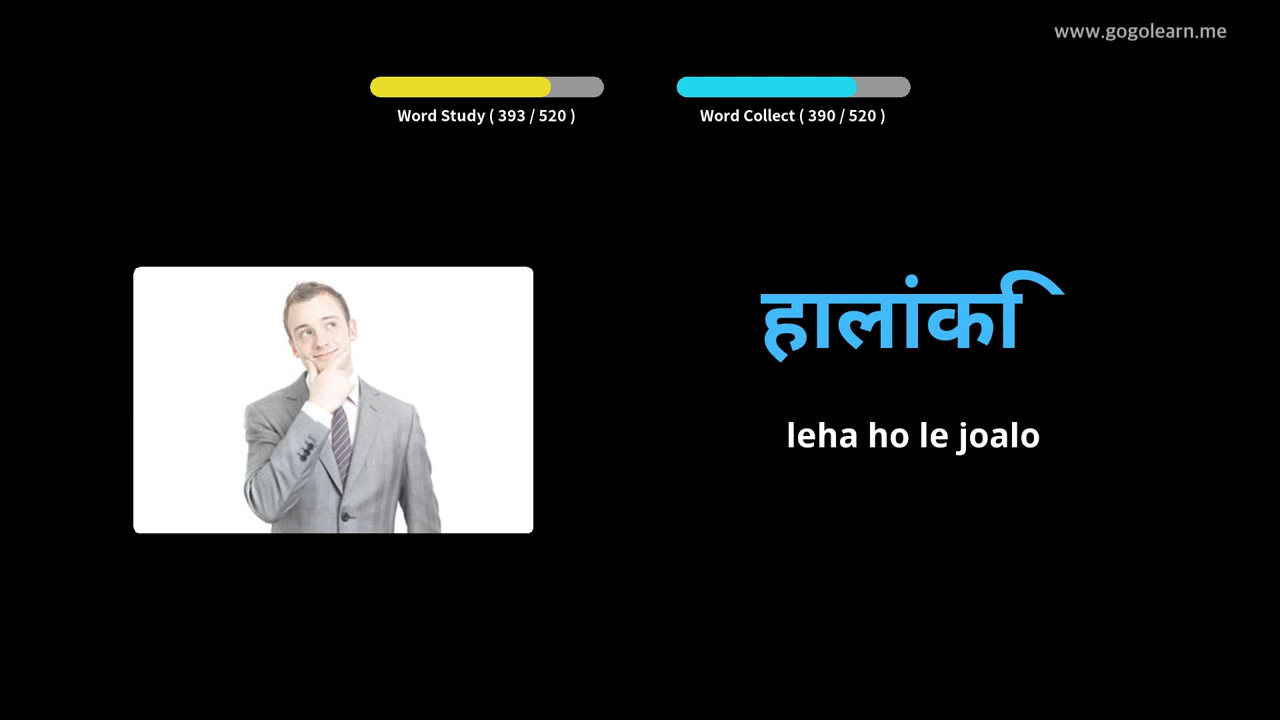 www.gogolearn.me
Word Study ( 393 / 520 )
Word Collect ( 390 / 520 )
हालांकि
leha ho le joalo